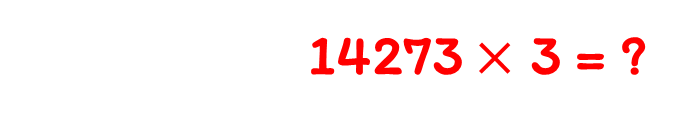 14273 × 3 = ?